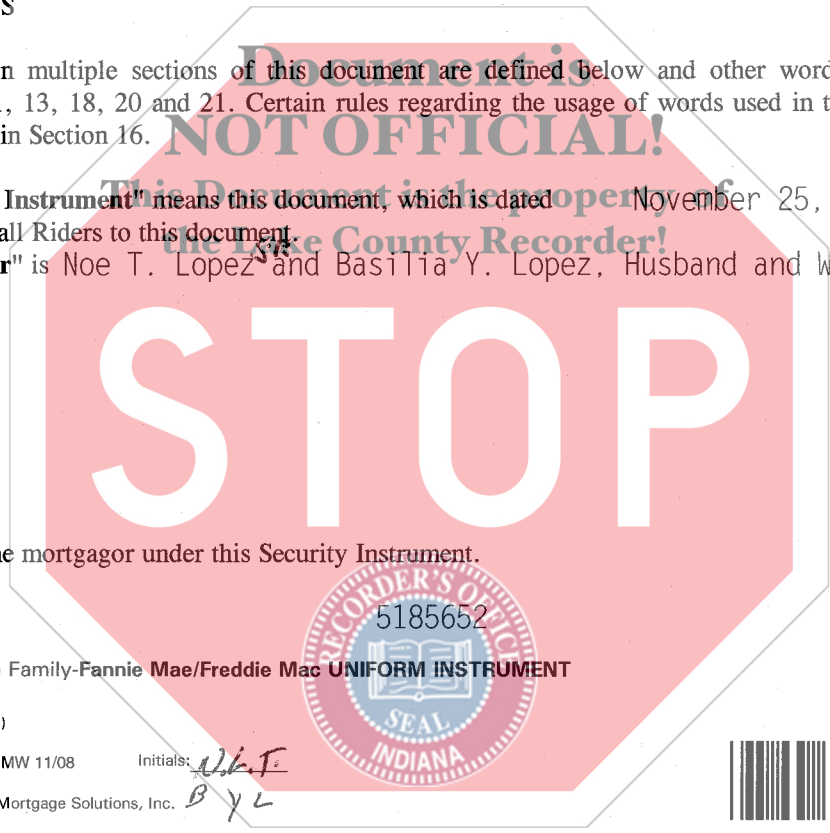 S
n multiple sections of this document are defined below and other word
, 13, 18, 20 and 21. Certain rules regarding the usage of words used in t
in Section 16.
Document is
NOT OFFICIAL!
This Document is the property of
the Lake County Recorder!
Instrument" means this document, which is dated November 25,
all Riders to this document.
r" is Noe T. Lopez and Basilia Y. Lopez, Husband and W
STOP
e mortgagor under this Security Instrument.
RECORDER'S OFFICE
5185652
Family-Fannie Mae/Freddie Mac UNIFORM INSTRUMENT
SEAL
INDIANA
)
MW 11/08 Initials: N.L.T.
Mortgage Solutions, Inc. B Y L